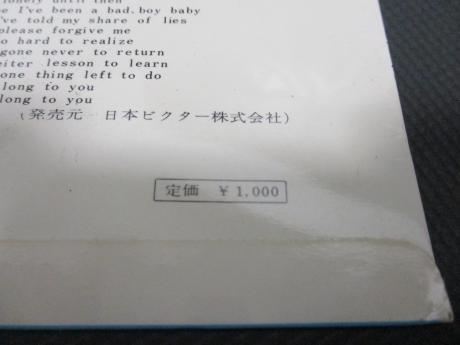 lonely until then
I've been a bad. boy baby
I've told my share of lies
please forgive me
o hard to realize
gone never to return
eiter lesson to learn
one thing left to do
long to you
long to you
(発売元 日本ビクター株式会社)
定価 ¥1,000